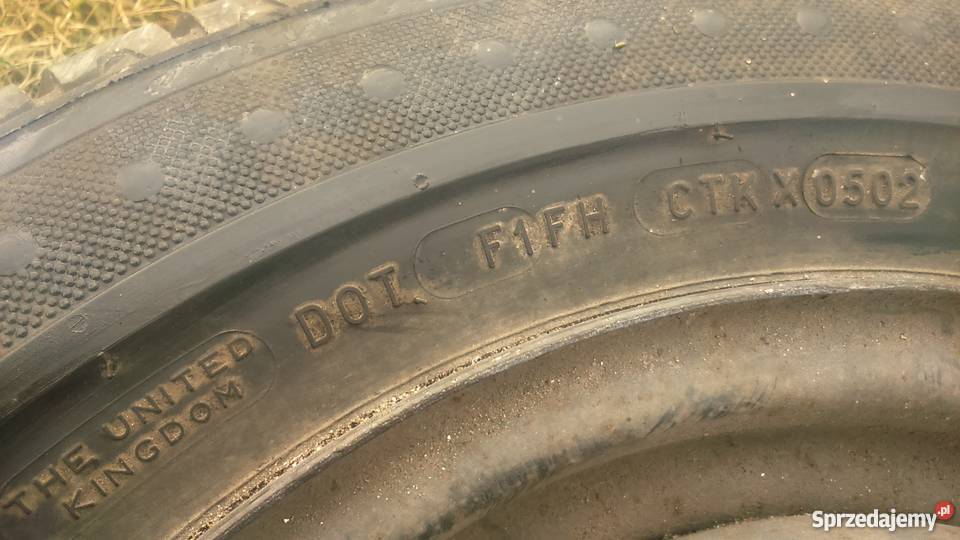 THE UNITED
KINGDOM
DOT F1FH CTK X 0502
Sprzedajemy.pl